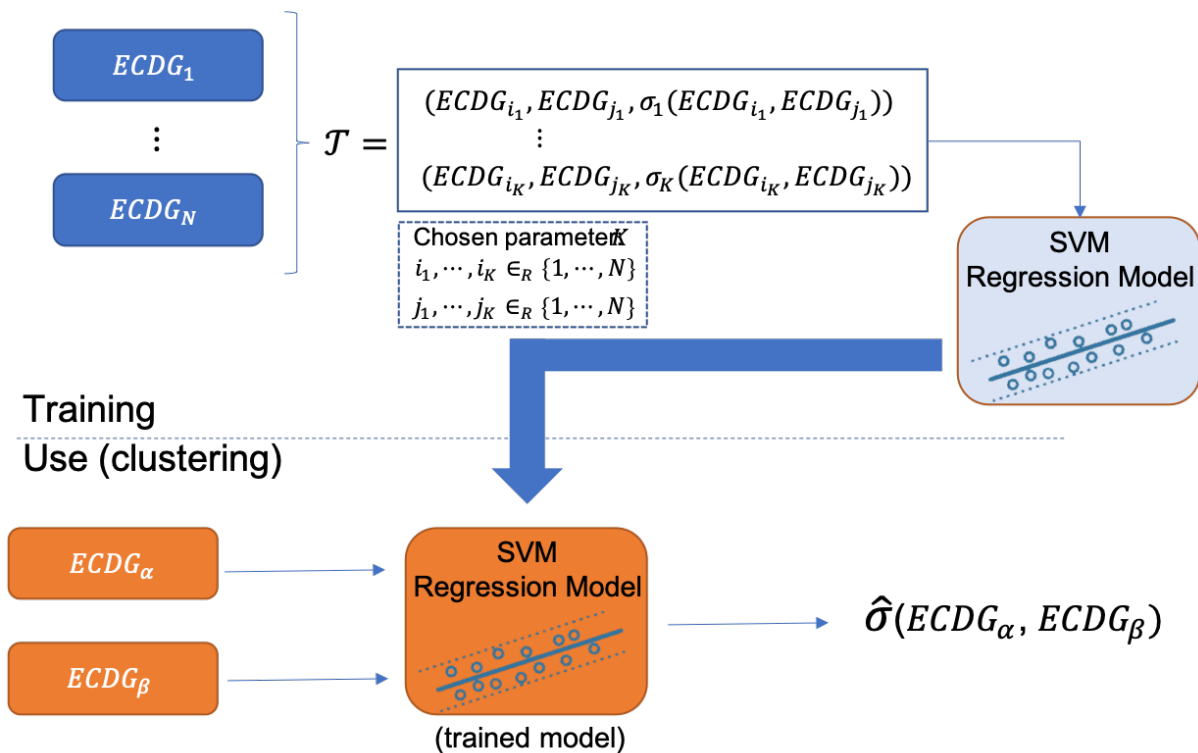 ECDG₁
⋮
ECDG_N
𝒯 =
(ECDG_{i₁}, ECDG_{j₁}, σ₁(ECDG_{i₁}, ECDG_{j₁}))
⋮
(ECDG_{i_K}, ECDG_{j_K}, σ_K(ECDG_{i_K}, ECDG_{j_K}))
Chosen parameter K
i₁, ⋯, i_K ∈_R {1, ⋯, N}
j₁, ⋯, j_K ∈_R {1, ⋯, N}
SVM
Regression Model
Training
Use (clustering)
ECDG_α
ECDG_β
SVM
Regression Model
(trained model)
σ̂(ECDG_α, ECDG_β)